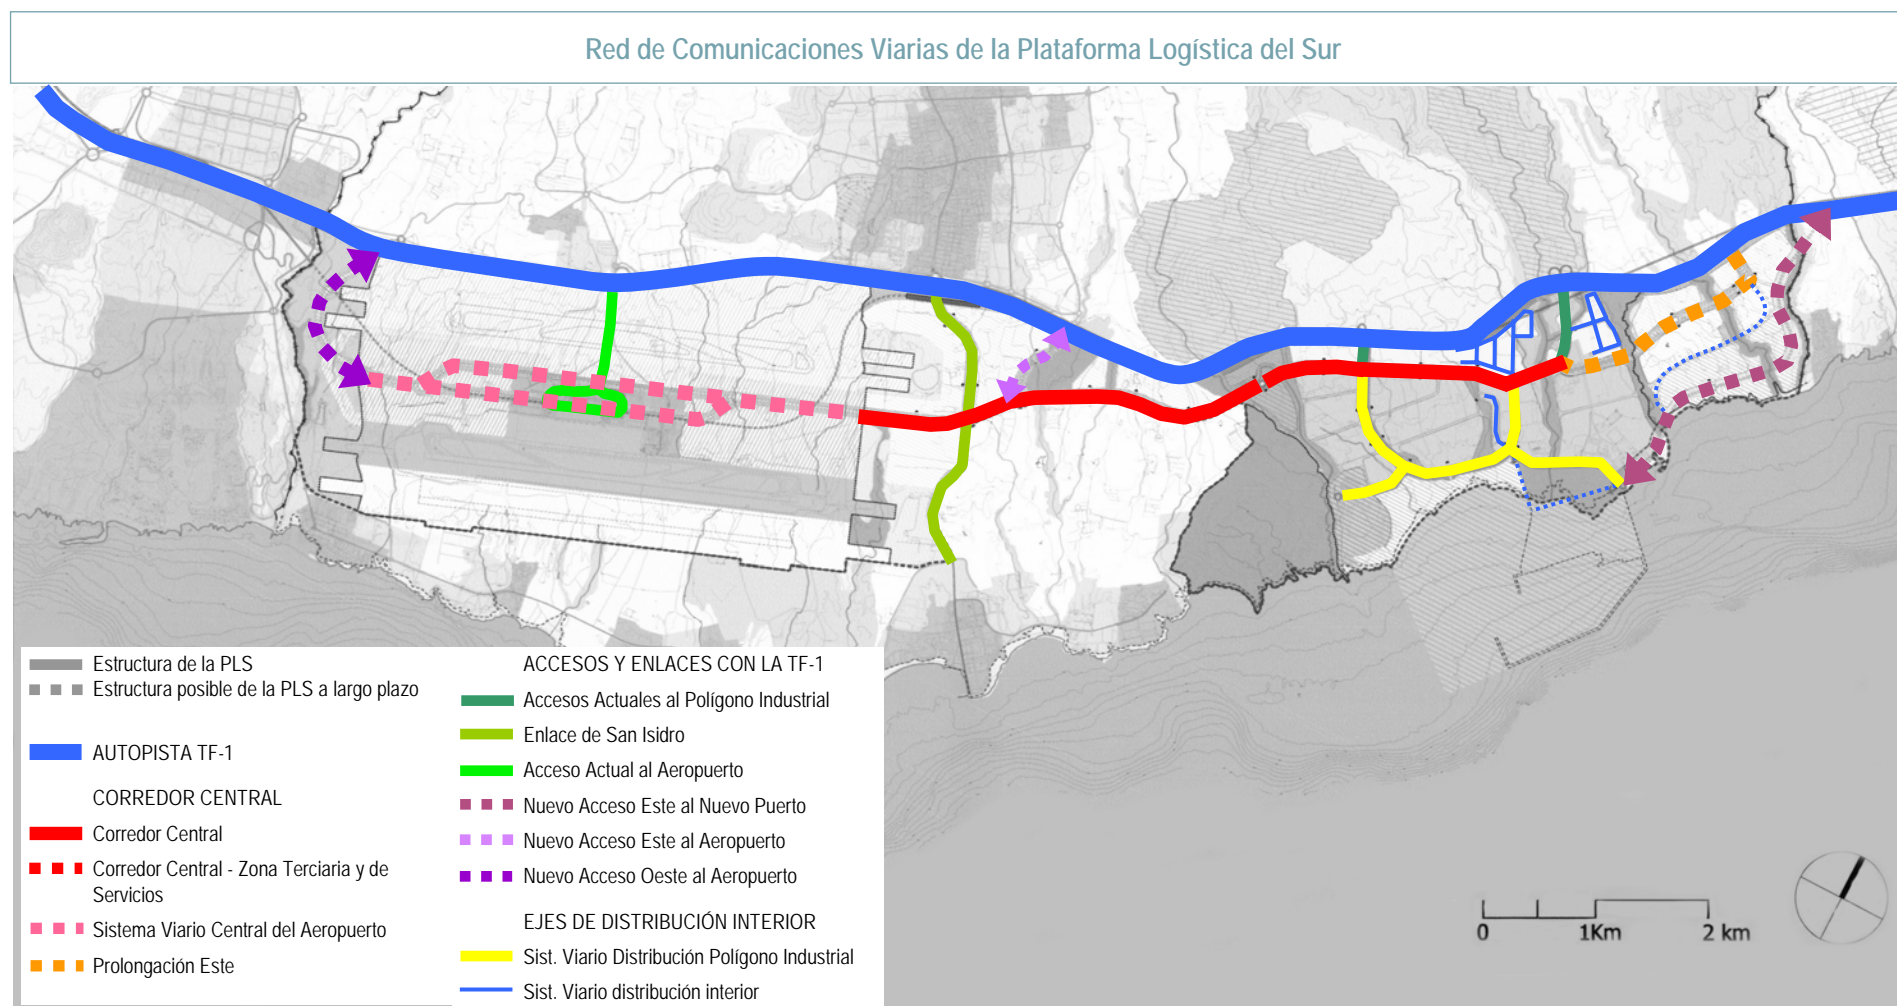 Red de Comunicaciones Viarias de la Plataforma Logística del Sur
Estructura de la PLS
Estructura posible de la PLS a largo plazo
AUTOPISTA TF-1
CORREDOR CENTRAL
Corredor Central
Corredor Central - Zona Terciaria y de
Servicios
Sistema Viario Central del Aeropuerto
Prolongación Este
ACCESOS Y ENLACES CON LA TF-1
Accesos Actuales al Polígono Industrial
Enlace de San Isidro
Acceso Actual al Aeropuerto
Nuevo Acceso Este al Nuevo Puerto
Nuevo Acceso Este al Aeropuerto
Nuevo Acceso Oeste al Aeropuerto
EJES DE DISTRIBUCIÓN INTERIOR
Sist. Viario Distribución Polígono Industrial
Sist. Viario distribución interior
0 1Km 2 km